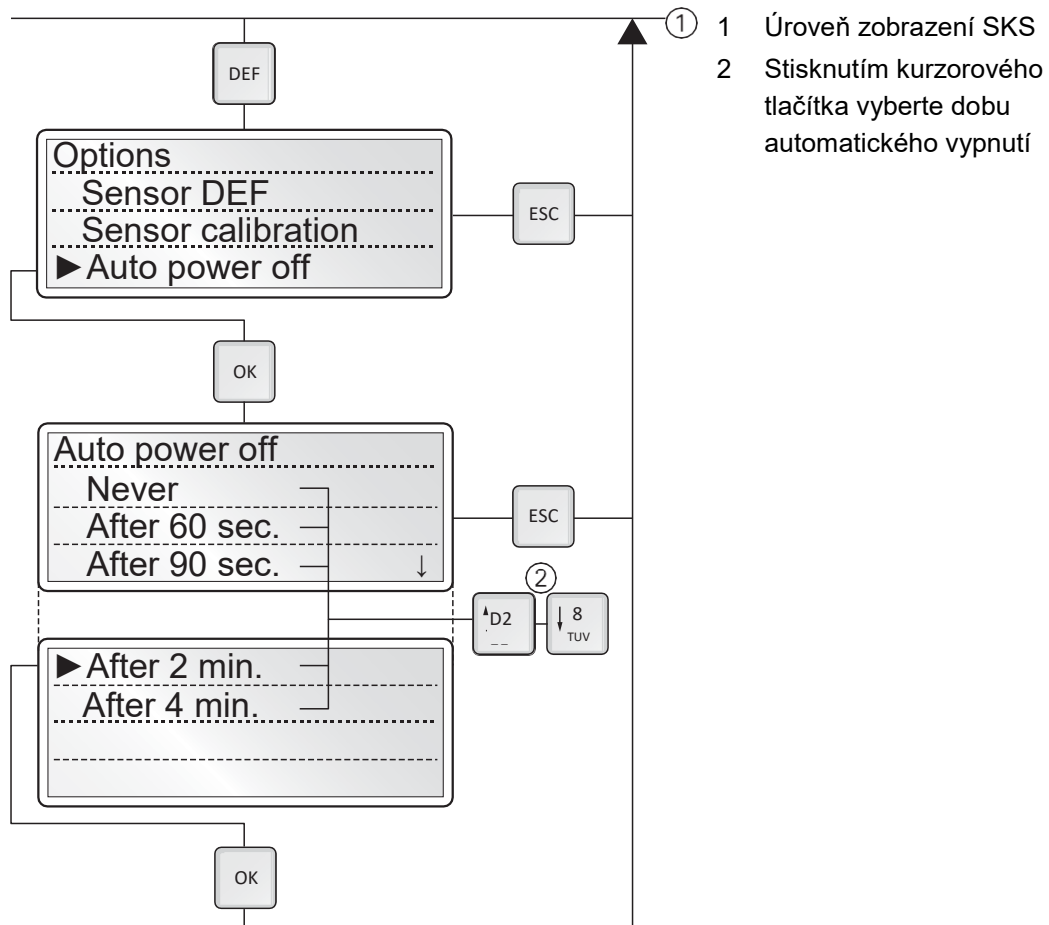 1
1 Úroveň zobrazení SKS
2 Stisknutím kurzorového
tlačítka vyberte dobu
automatického vypnutí
DEF
Options
Sensor DEF
Sensor calibration
►Auto power off
ESC
OK
Auto power off
Never
After 60 sec.
After 90 sec. ↓
ESC
2
D2
↓ 8
TUV
►After 2 min.
After 4 min.
OK